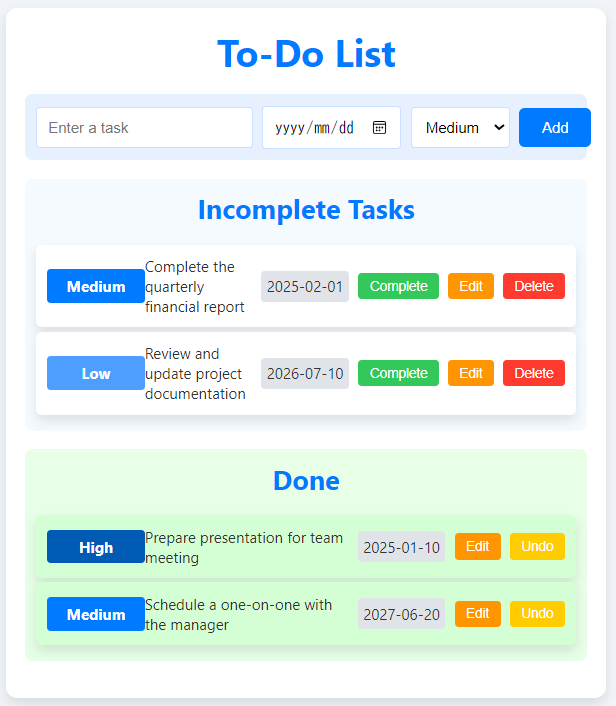 To-Do List
Enter a task yyyy/mm/dd Medium Add
Incomplete Tasks
Medium
Complete the
quarterly
financial report
2025-02-01 Complete Edit Delete
Low
Review and
update project
documentation
2026-07-10 Complete Edit Delete
Done
High
Prepare presentation for team
meeting
2025-01-10 Edit Undo
Medium
Schedule a one-on-one with
the manager
2027-06-20 Edit Undo